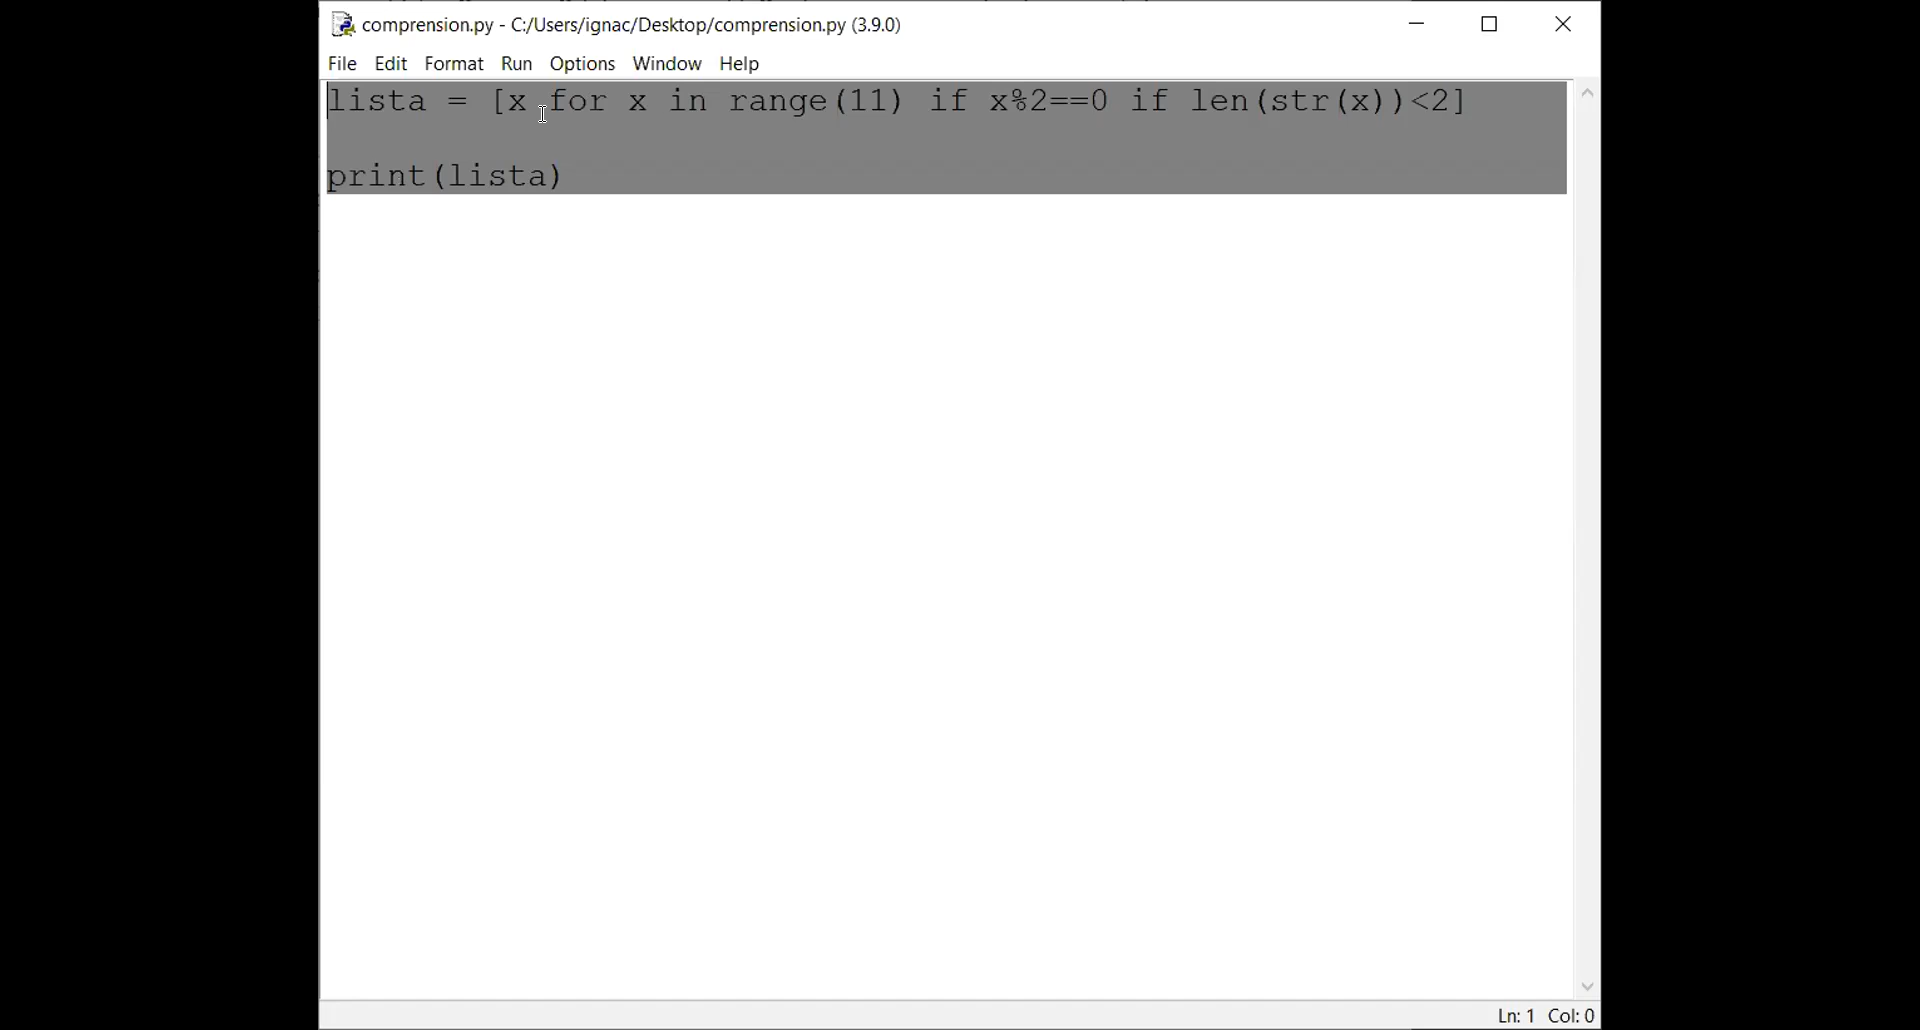 comprension.py - C:/Users/ignac/Desktop/comprension.py (3.9.0)
File Edit Format Run Options Window Help
lista = [x for x in range(11) if x%2==0 if len(str(x))<2]
print(lista)
Ln: 1 Col: 0